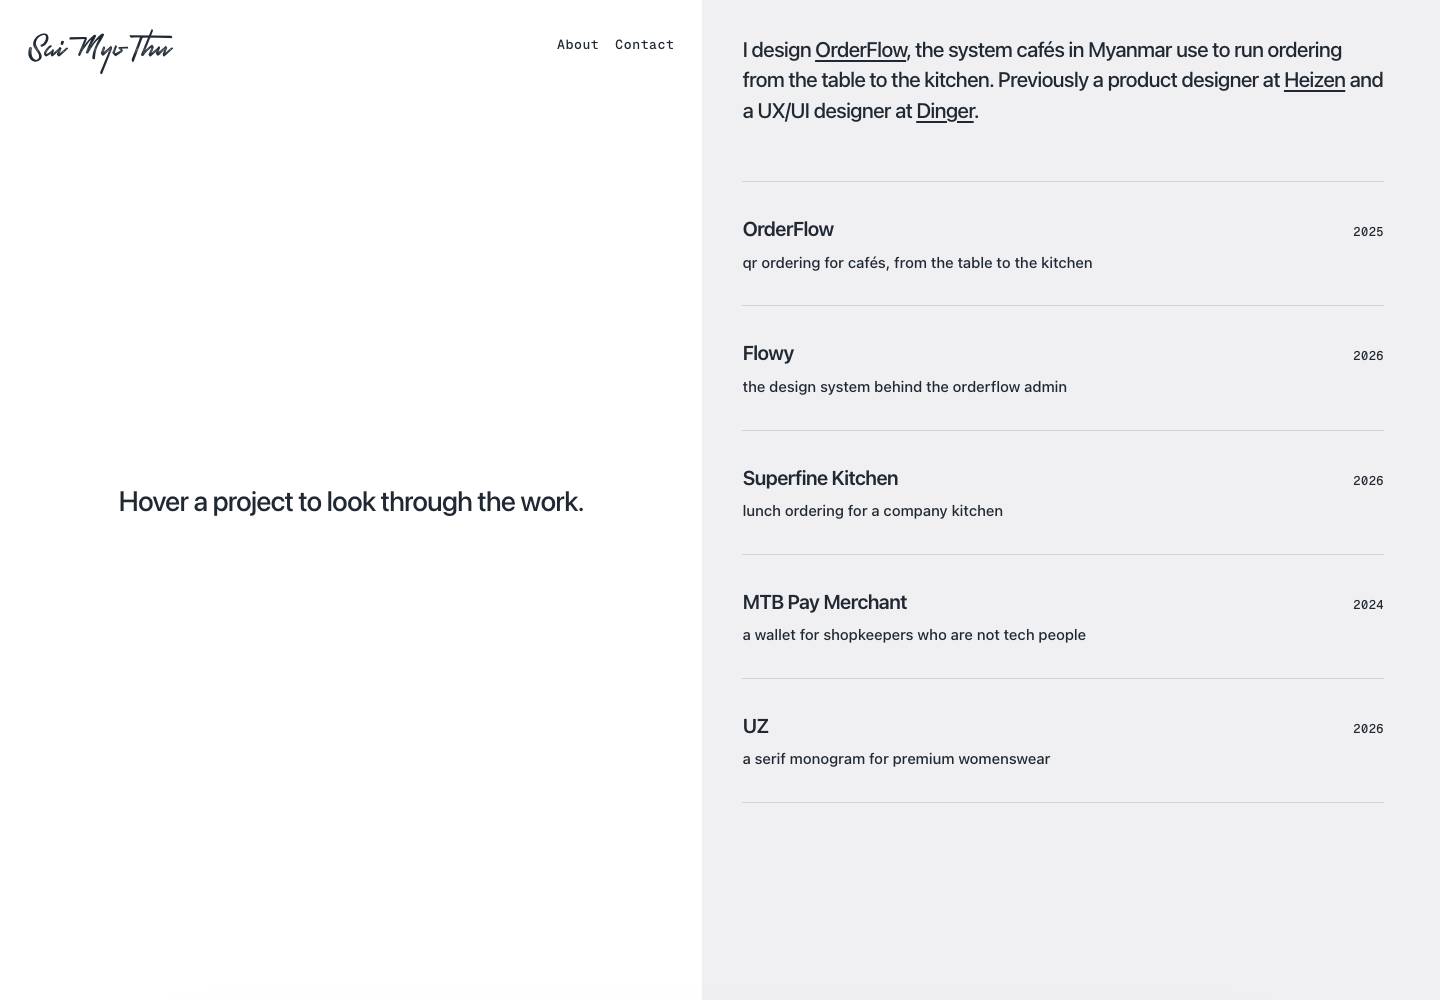 Sai Myo Thu
About Contact
Hover a project to look through the work.
I design OrderFlow, the system cafés in Myanmar use to run ordering
from the table to the kitchen. Previously a product designer at Heizen and
a UX/UI designer at Dinger.
OrderFlow 2025
qr ordering for cafés, from the table to the kitchen
Flowy 2026
the design system behind the orderflow admin
Superfine Kitchen 2026
lunch ordering for a company kitchen
MTB Pay Merchant 2024
a wallet for shopkeepers who are not tech people
UZ 2026
a serif monogram for premium womenswear